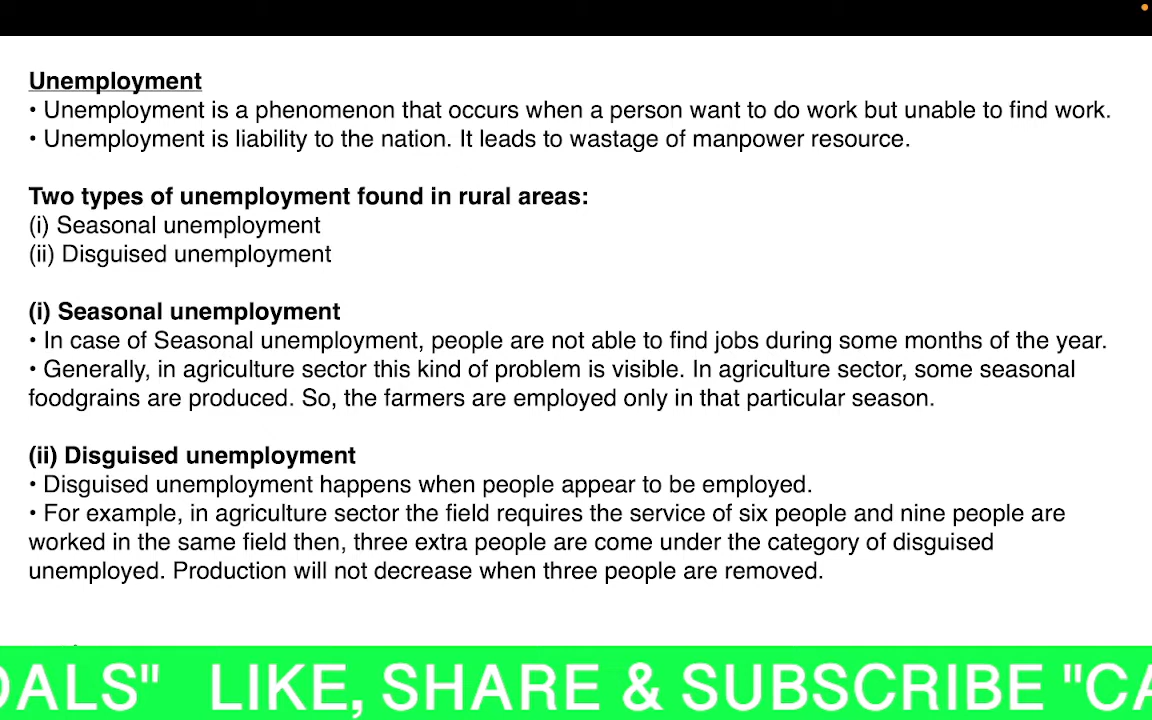 Unemployment
• Unemployment is a phenomenon that occurs when a person want to do work but unable to find work.
• Unemployment is liability to the nation. It leads to wastage of manpower resource.
Two types of unemployment found in rural areas:
(i) Seasonal unemployment
(ii) Disguised unemployment
(i) Seasonal unemployment
• In case of Seasonal unemployment, people are not able to find jobs during some months of the year.
• Generally, in agriculture sector this kind of problem is visible. In agriculture sector, some seasonal
foodgrains are produced. So, the farmers are employed only in that particular season.
(ii) Disguised unemployment
• Disguised unemployment happens when people appear to be employed.
• For example, in agriculture sector the field requires the service of six people and nine people are
worked in the same field then, three extra people are come under the category of disguised
unemployed. Production will not decrease when three people are removed.
LIKE, SHARE & SUBSCRIBE